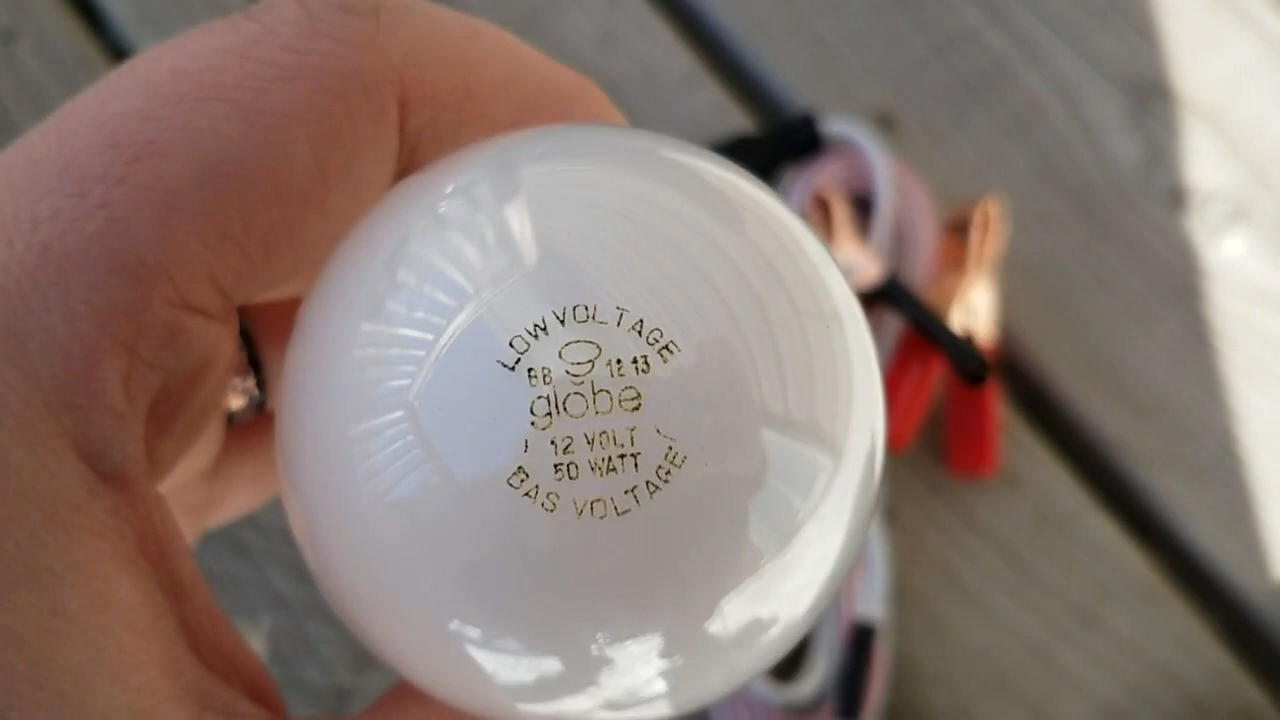 LOW VOLTAGE
g
BB 12 13
globe
12 VOLT
50 WATT
BAS VOLTAGE